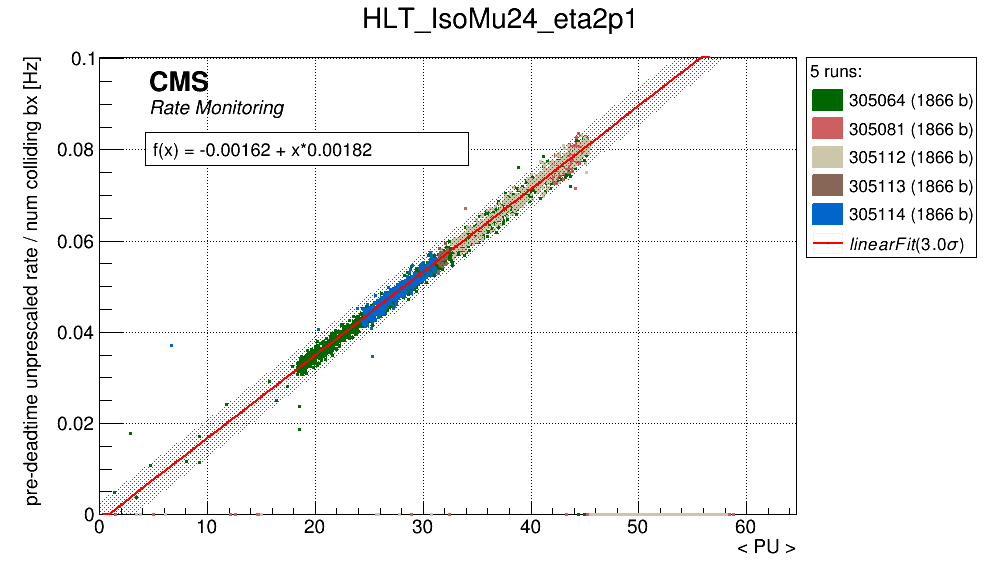 HLT_IsoMu24_eta2p1
pre-deadtime unprescaled rate / num colliding bx [Hz]
CMS
Rate Monitoring
f(x) = -0.00162 + x*0.00182
0.1
0.08
0.06
0.04
0.02
0
0 10 20 30 40 50 60
< PU >
5 runs:
305064 (1866 b)
305081 (1866 b)
305112 (1866 b)
305113 (1866 b)
305114 (1866 b)
linearFit(3.0σ)